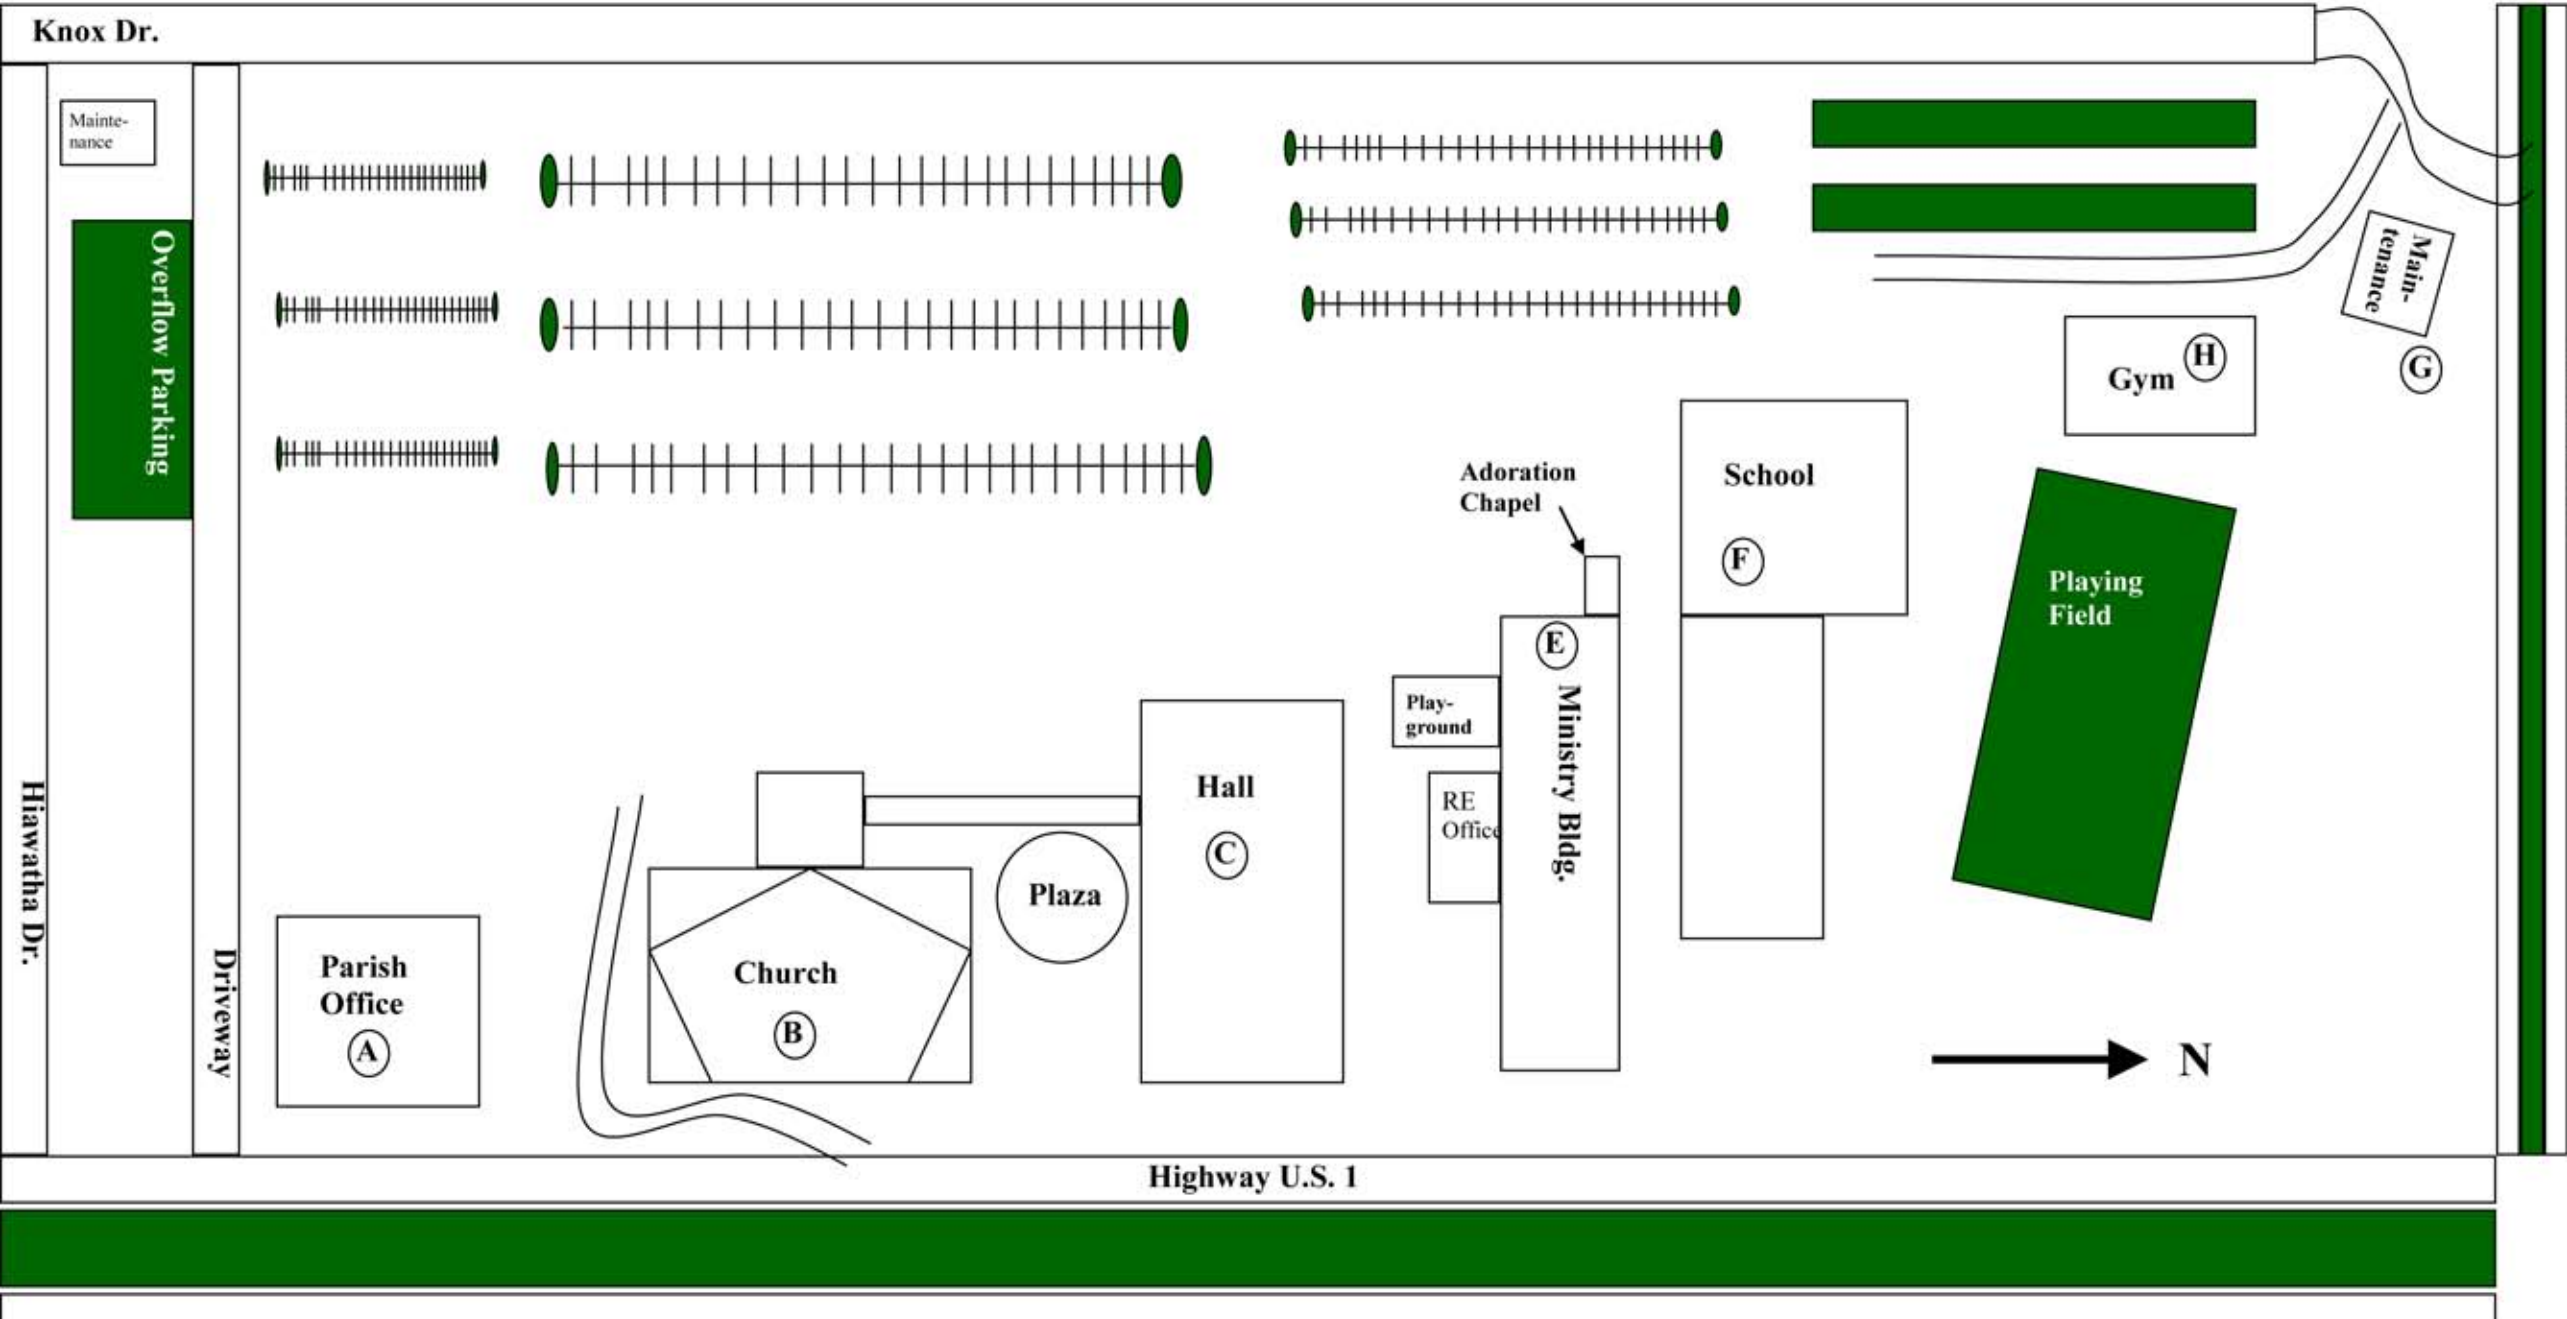 Knox Dr.
Mainte-
nance
Overflow Parking
Main-
tenance
G
H
Gym
Adoration
Chapel
School
F
Playing
Field
E
Ministry Bldg.
Play-
ground
RE
Office
Hall
C
Plaza
Church
B
Parish
Office
A
Hiawatha Dr.
Driveway
N
Highway U.S. 1